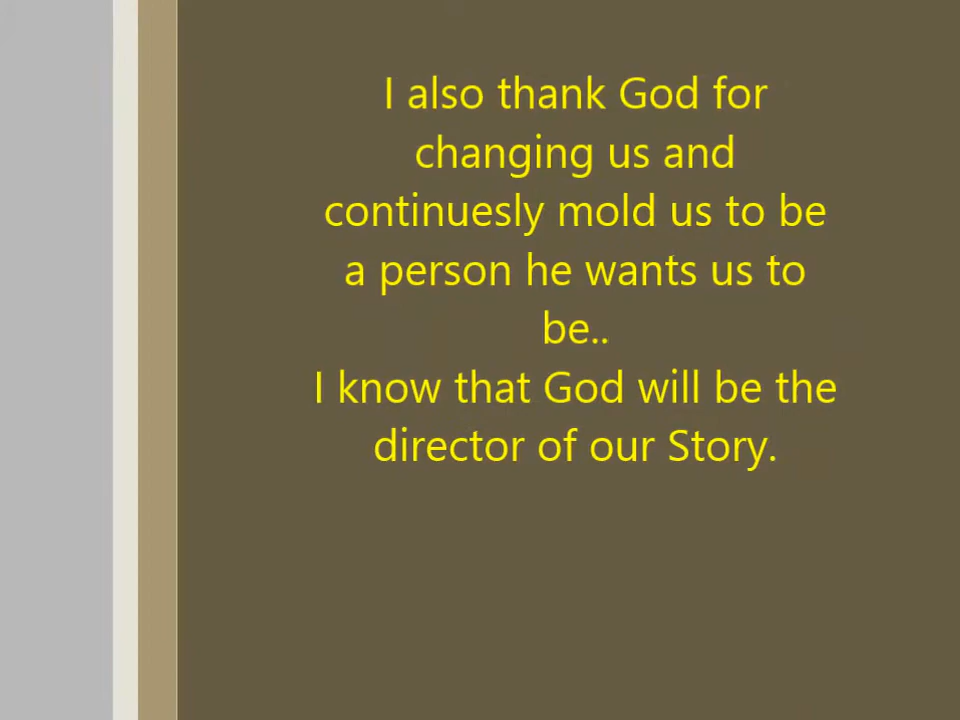 I also thank God for
changing us and
continuesly mold us to be
a person he wants us to
be..
I know that God will be the
director of our Story.